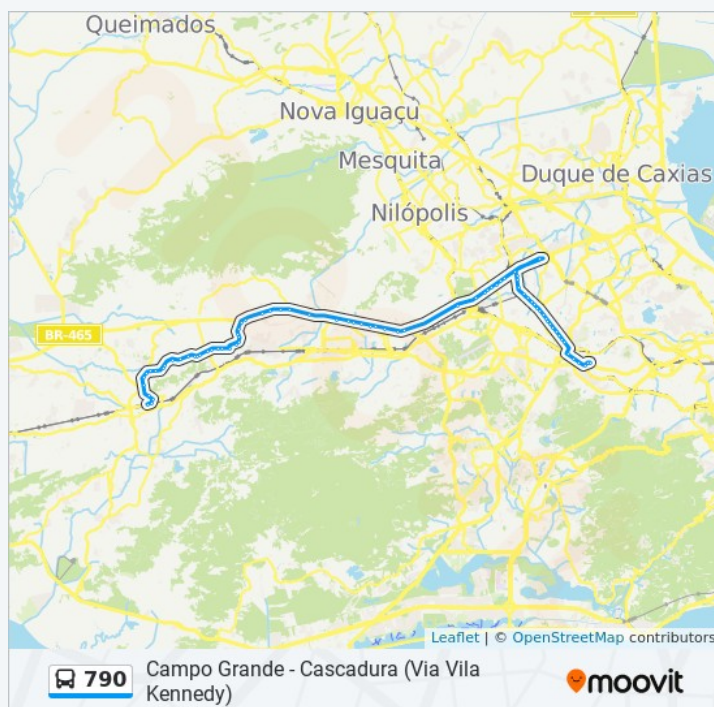 Queimados
Nova Iguaçu
Mesquita
Duque de Caxias
Nilópolis
BR-465
Leaflet | © OpenStreetMap contributors
790
Campo Grande - Cascadura (Via Vila
Kennedy)
moovit